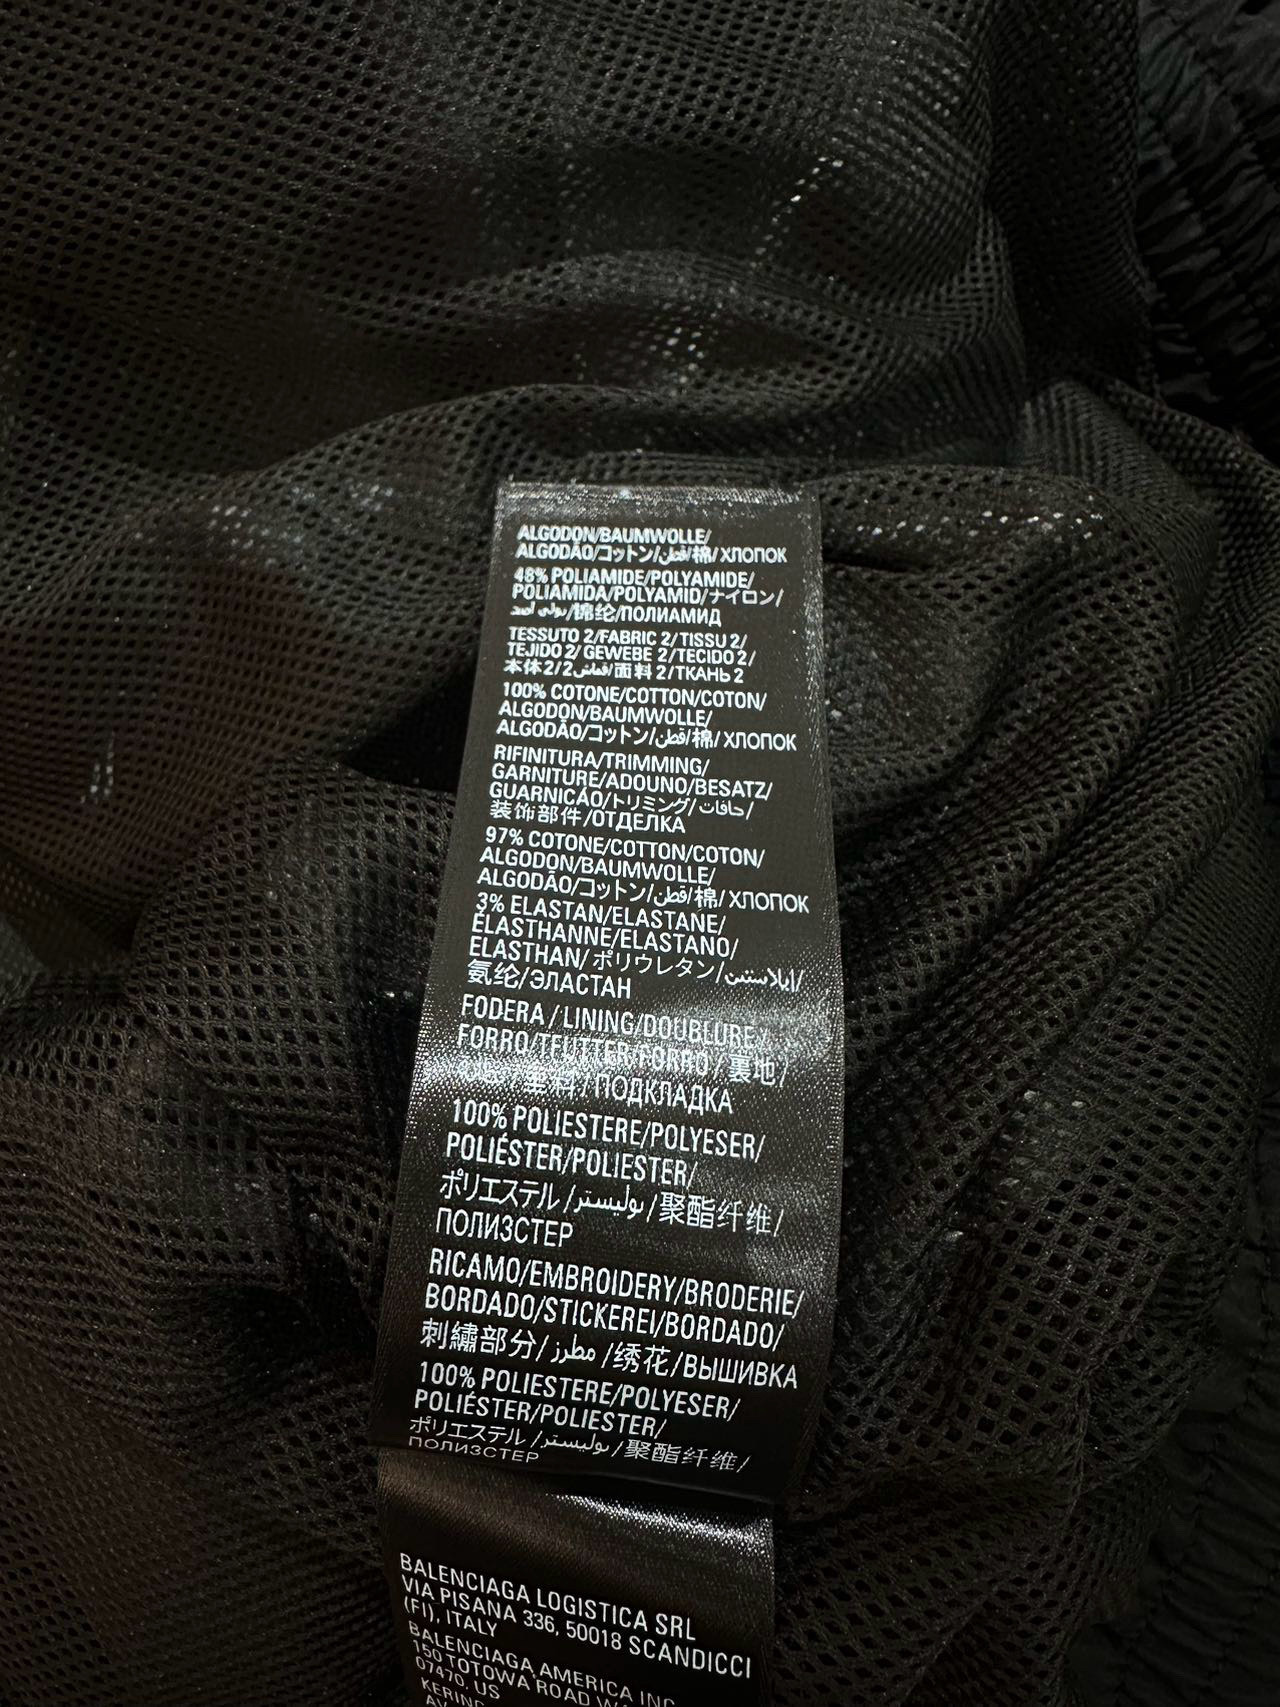 ALGODON/BAUMWOLLE/
ALGODÃO/コットン/قطن/棉/ХЛОПОК
48% POLIAMIDE/POLYAMIDE/
POLIAMIDA/POLYAMID/ナイロン/
锦纶/ПОЛИАМИД
TESSUTO 2/FABRIC 2/TISSU 2/
TEJIDO 2/ GEWEBE 2/TECIDO 2/
本体 2/2قماش/面料 2/ТКАНЬ 2
100% COTONE/COTTON/COTON/
ALGODON/BAUMWOLLE/
ALGODÃO/コットン/قطن/棉/ ХЛОПОК
RIFINITURA/TRIMMING/
GARNITURE/ADOUNO/BESATZ/
GUARNICÃO/トリミング/حافات/
装饰部件/ОТДЕЛКА
97% COTONE/COTTON/COTON/
ALGODON/BAUMWOLLE/
ALGODÃO/コットン/قطن/棉/ ХЛОПОК
3% ELASTAN/ELASTANE/
ÉLASTHANNE/ELASTANO/
ELASTHAN/ポリウレタン/إيلاستين/
氨纶/ЭЛАСТАН
FODERA / LINING/DOUBLURE/
FORRO/TFUTTER/FORRO /裏地/
里料/ПОДКЛАДКА
100% POLIESTERE/POLYESER/
POLIÉSTER/POLIESTER/
ポリエステル /بوليستر/聚酯纤维/
ПОЛИЗСТЕР
RICAMO/EMBROIDERY/BRODERIE/
BORDADO/STICKEREI/BORDADO/
刺繍部分/ مطرز /绣花/ВЫШИВКА
100% POLIESTERE/POLYESER/
POLIÉSTER/POLIESTER/
ポリエステル /بوليستر /聚酯纤维/
ПОЛИЗСТЕР
BALENCIAGA LOGISTICA SRL
VIA PISANA 336, 50018 SCANDICCI
(FI), ITALY
BALENCIAGA AMERICA INC
150 TOTOWA ROAD
07470, US